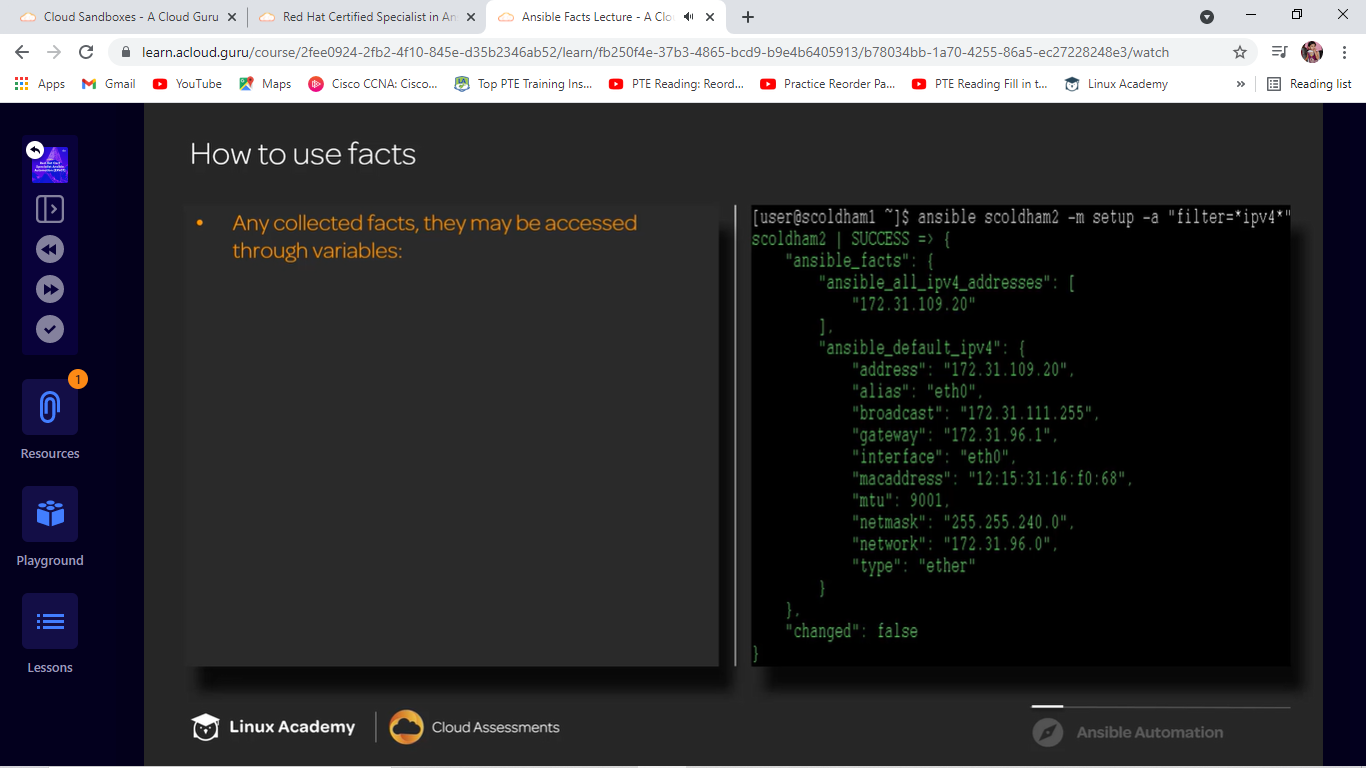 Cloud Sandboxes - A Cloud Guru
Red Hat Certified Specialist in An
Ansible Facts Lecture - A Clo
learn.acloud.guru/course/2fee0924-2fb2-4f10-845e-d35b2346ab52/learn/fb250f4e-37b3-4865-bcd9-b9e4b6405913/b78034bb-1a70-4255-86a5-ec27228248e3/watch
Apps
Gmail
YouTube
Maps
Cisco CCNA: Cisco...
Top PTE Training Ins...
PTE Reading: Reord...
Practice Reorder Pa...
PTE Reading Fill in t...
Linux Academy
»
Reading list
1
Resources
Playground
Lessons
How to use facts
• Any collected facts, they may be accessed
through variables:
[user@scoldham1 ~]$ ansible scoldham2 -m setup -a "filter=*ipv4*"
scoldham2 | SUCCESS => {
"ansible_facts": {
"ansible_all_ipv4_addresses": [
"172.31.109.20"
],
"ansible_default_ipv4": {
"address": "172.31.109.20",
"alias": "eth0",
"broadcast": "172.31.111.255",
"gateway": "172.31.96.1",
"interface": "eth0",
"macaddress": "12:15:31:16:f0:68",
"mtu": 9001,
"netmask": "255.255.240.0",
"network": "172.31.96.0",
"type": "ether"
}
},
"changed": false
}
Linux Academy
Cloud Assessments
Ansible Automation